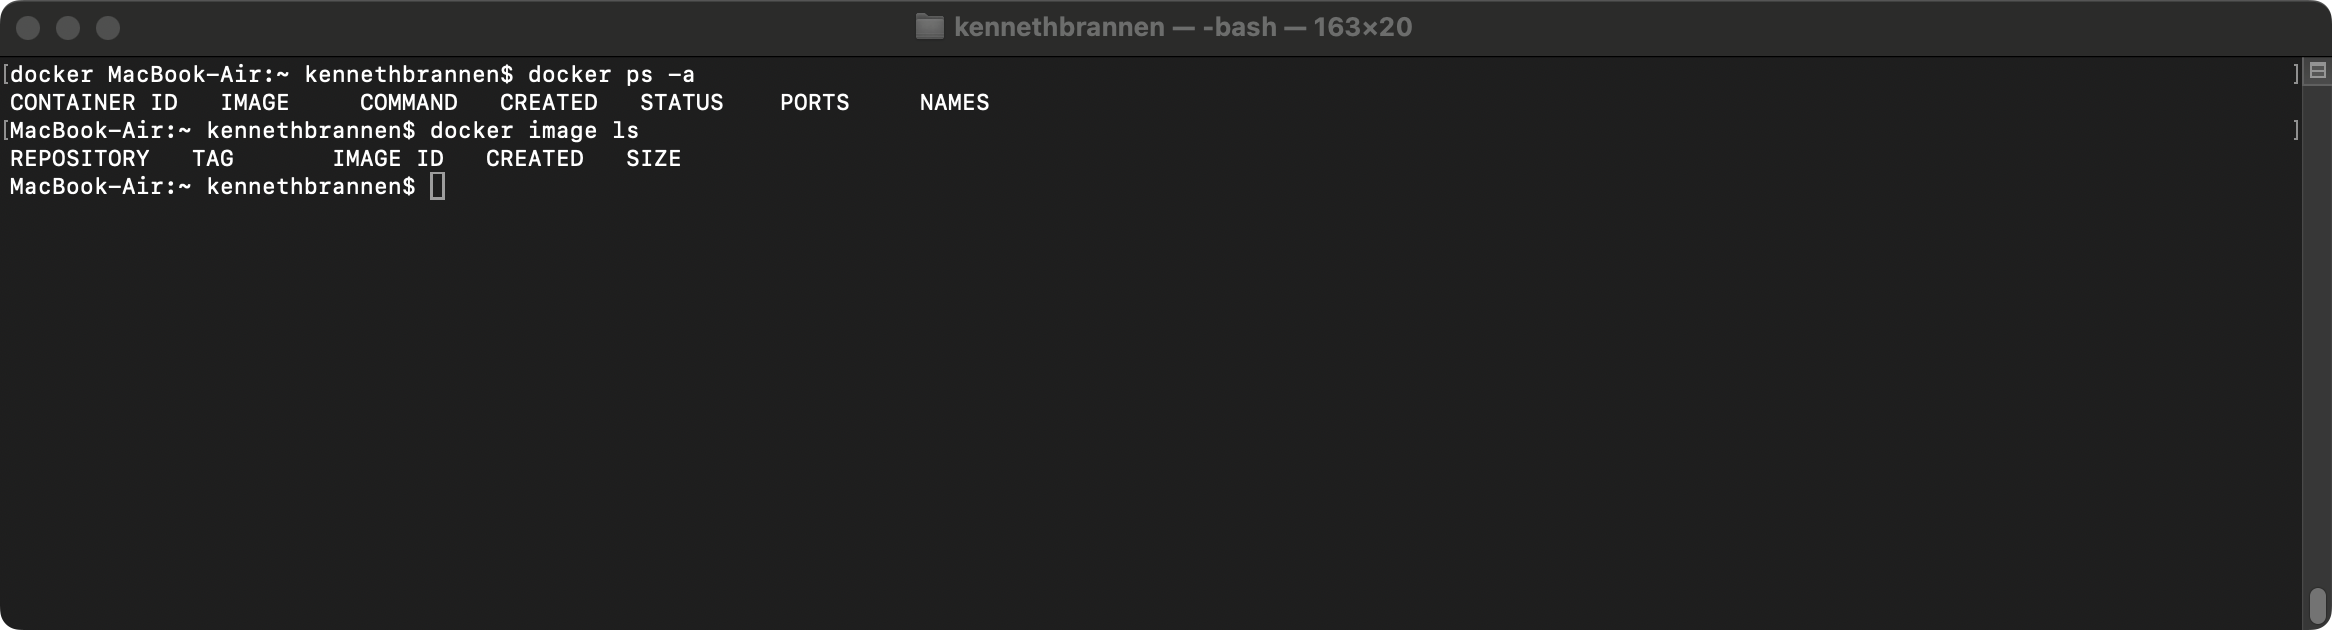 kennethbrannen — -bash — 163×20
[docker MacBook-Air:~ kennethbrannen$ docker ps -a ]
CONTAINER ID   IMAGE     COMMAND   CREATED   STATUS    PORTS     NAMES
[MacBook-Air:~ kennethbrannen$ docker image ls ]
REPOSITORY   TAG       IMAGE ID   CREATED   SIZE
MacBook-Air:~ kennethbrannen$